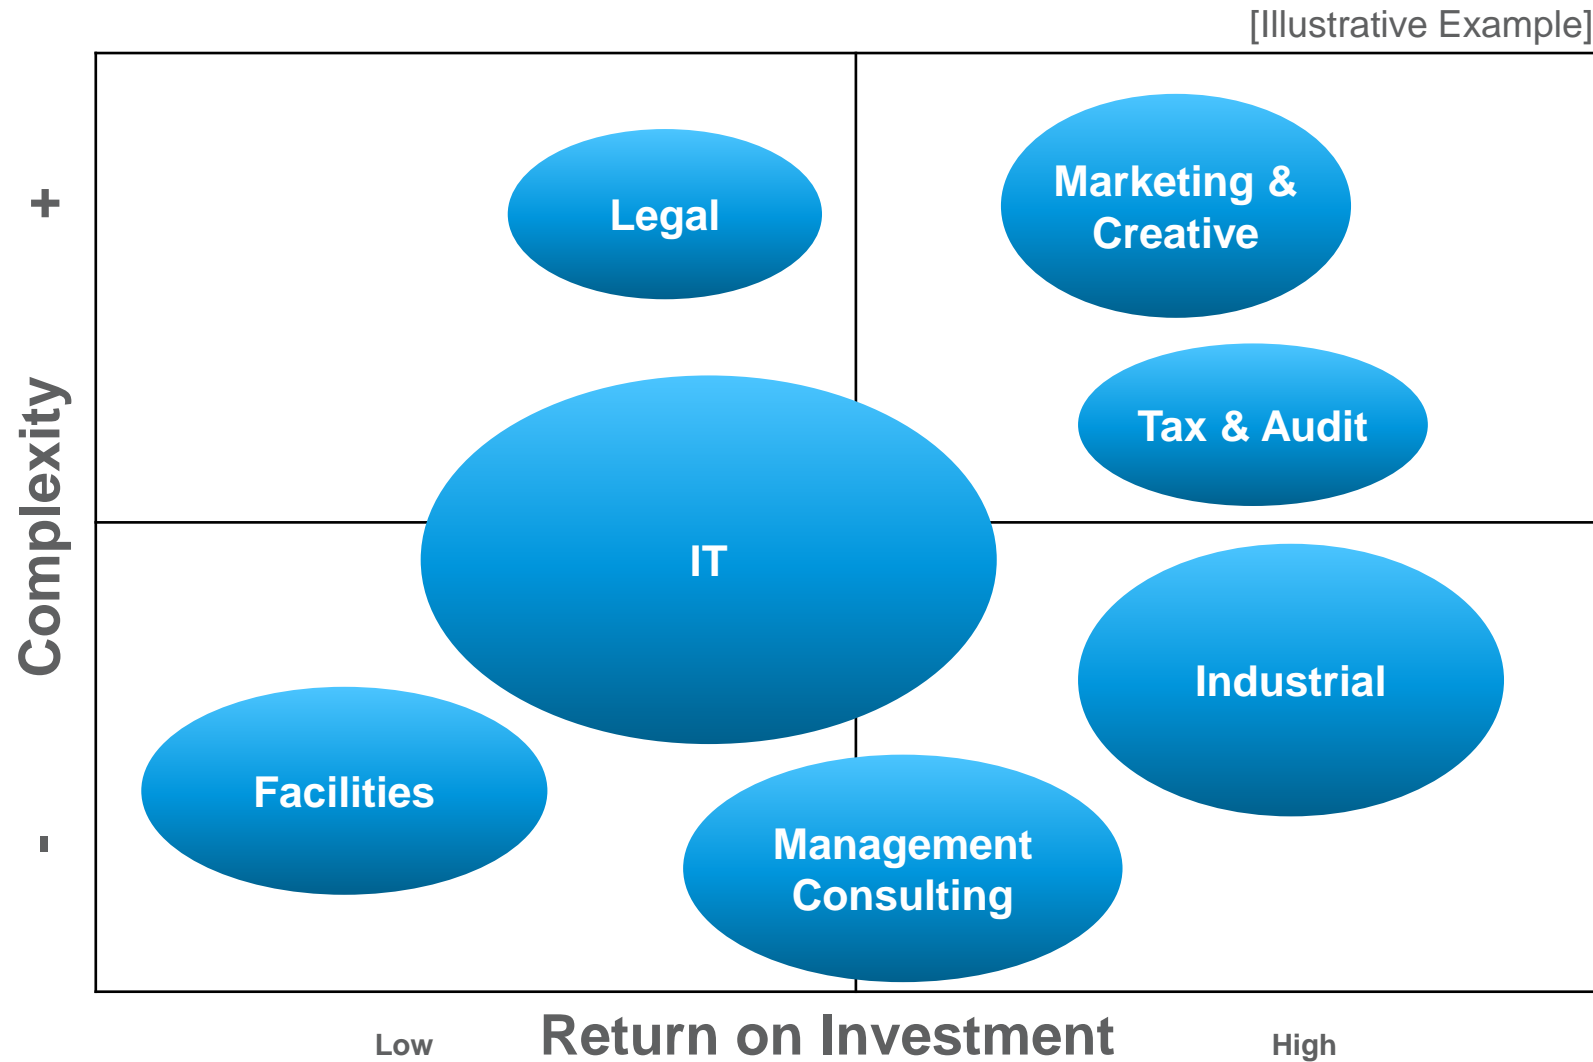 [Illustrative Example]
+
Complexity
-
Legal
Marketing &
Creative
Tax & Audit
IT
Industrial
Facilities
Management
Consulting
Low
Return on Investment
High